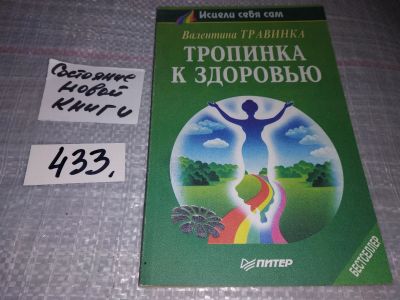 Состояние
новой
книги
433.
Исцели себя сам
Валентина ТРАВИНКА
ТРОПИНКА
К ЗДОРОВЬЮ
ПИТЕР
БЕСТСЕЛЛЕР